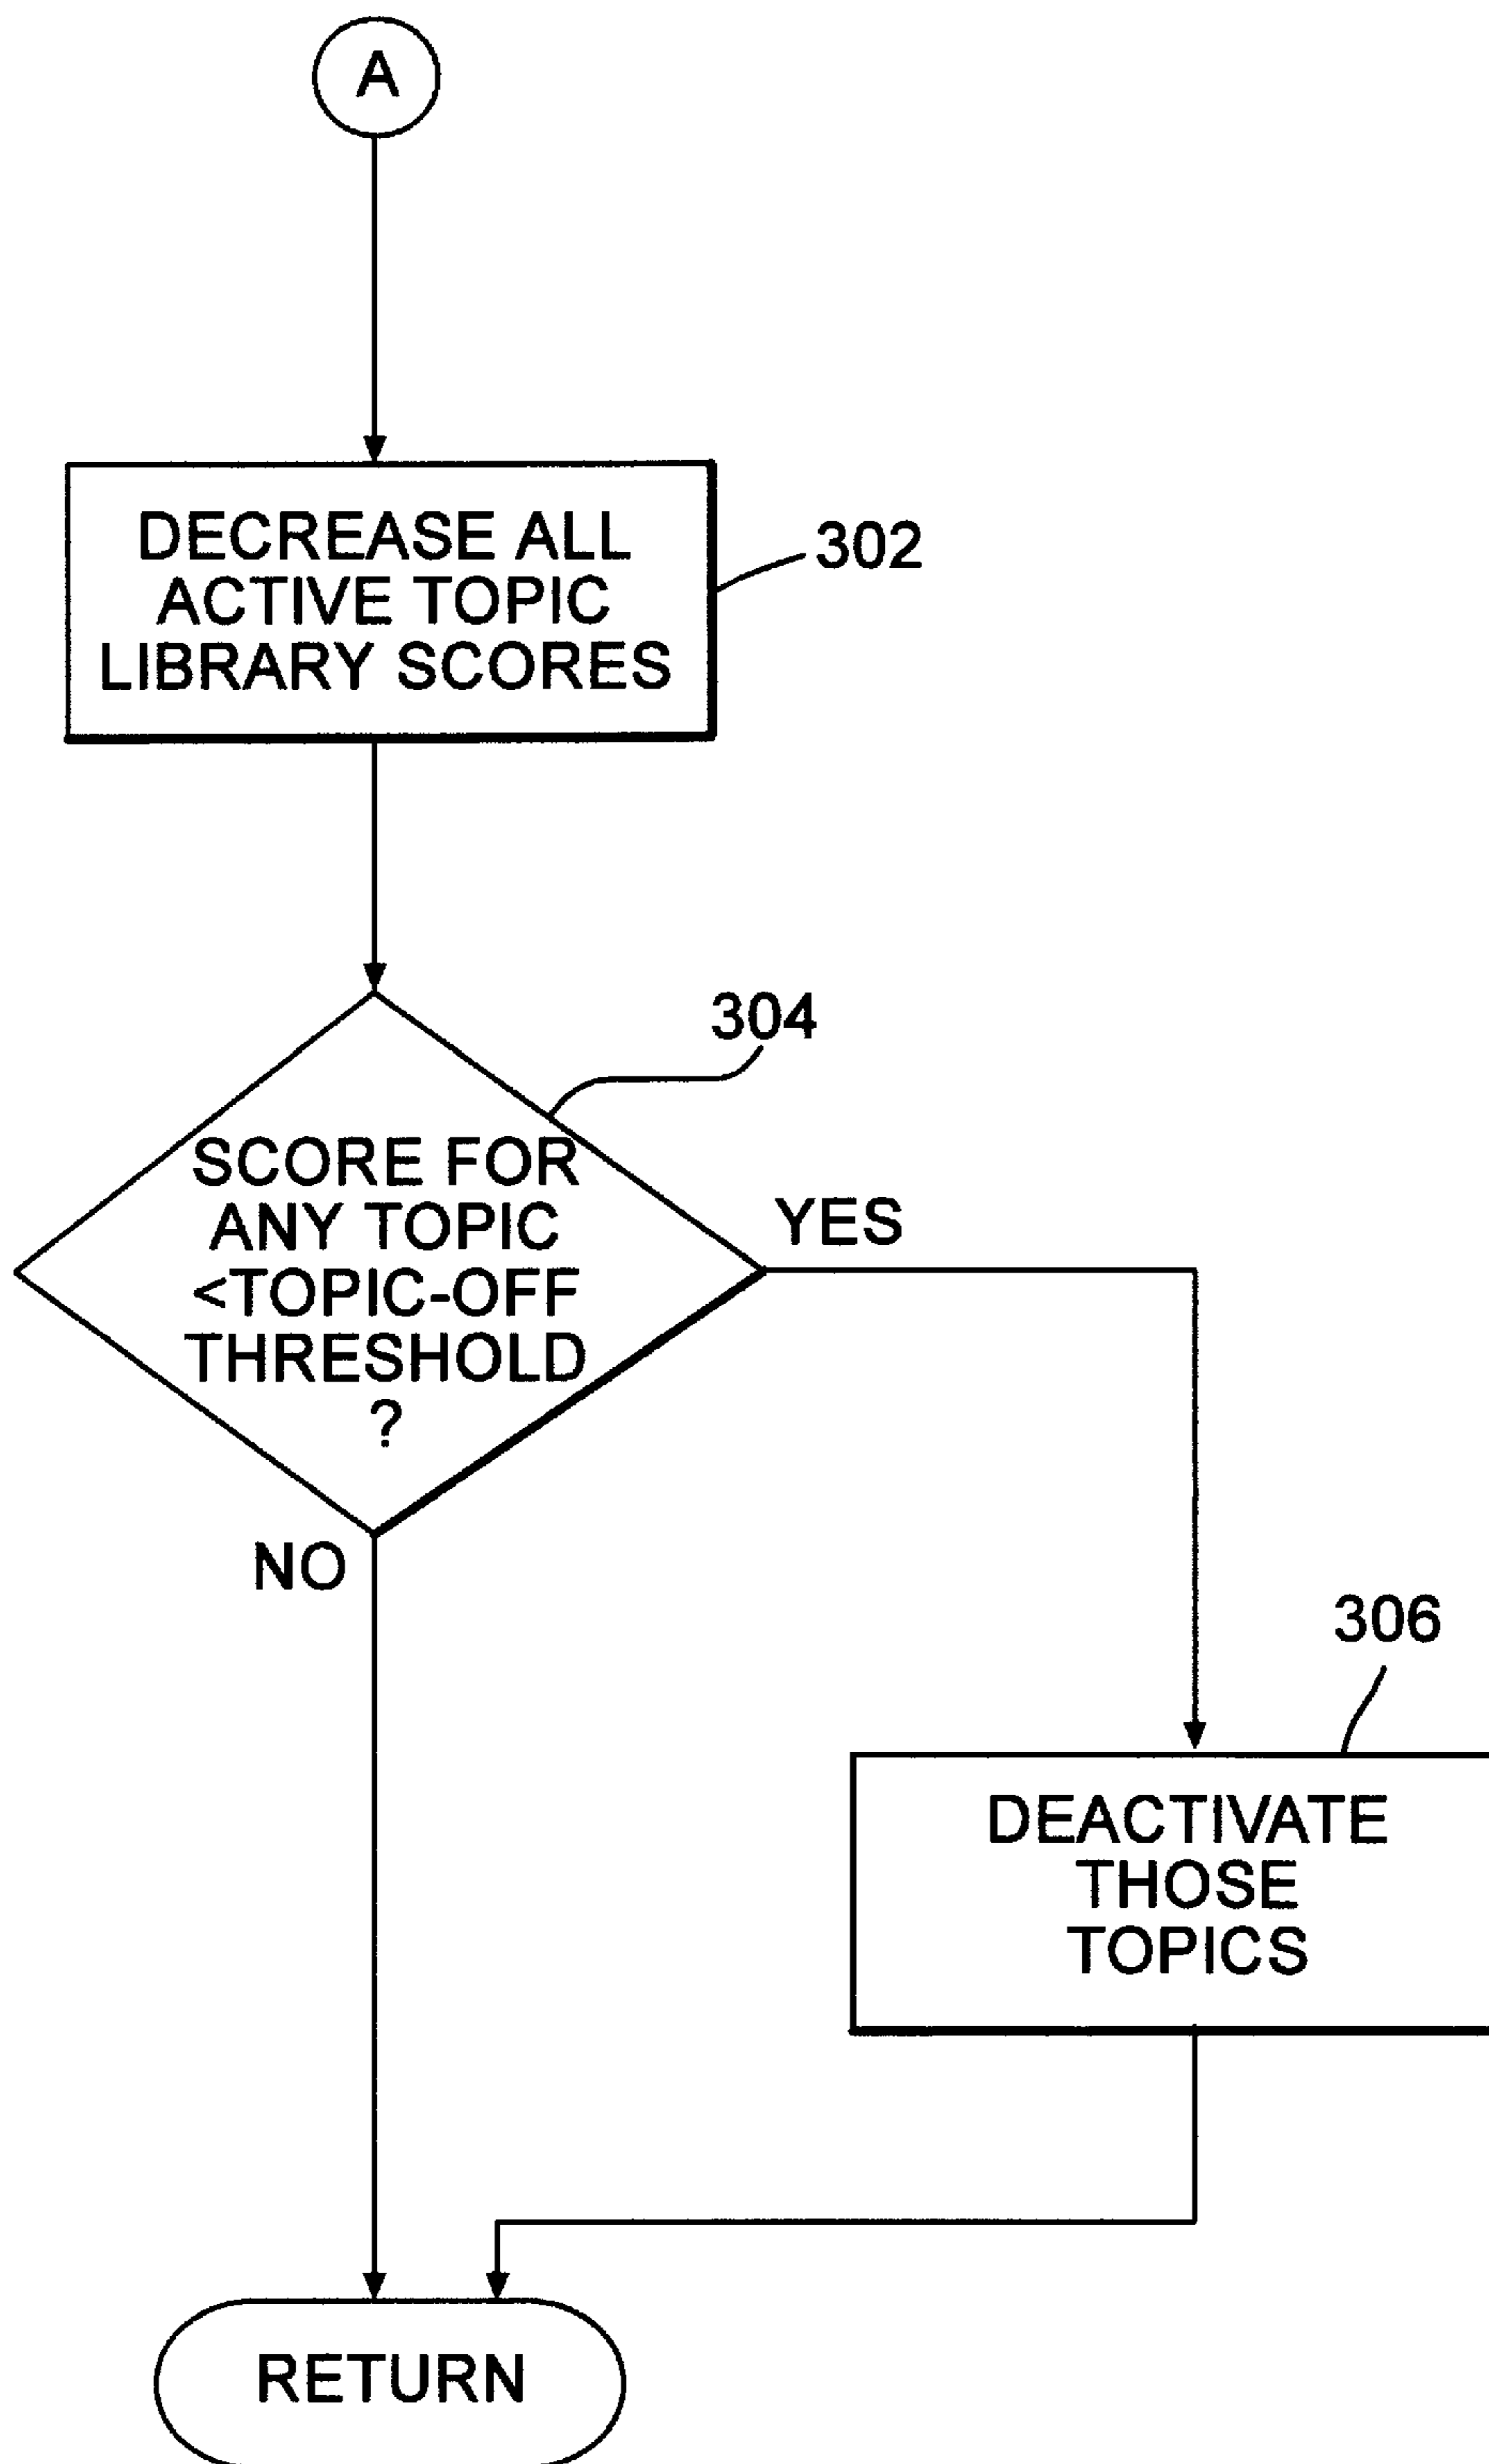 A
DECREASE ALL
ACTIVE TOPIC
LIBRARY SCORES
302
304
SCORE FOR
ANY TOPIC
<TOPIC-OFF
THRESHOLD
?
YES
NO
306
DEACTIVATE
THOSE
TOPICS
RETURN